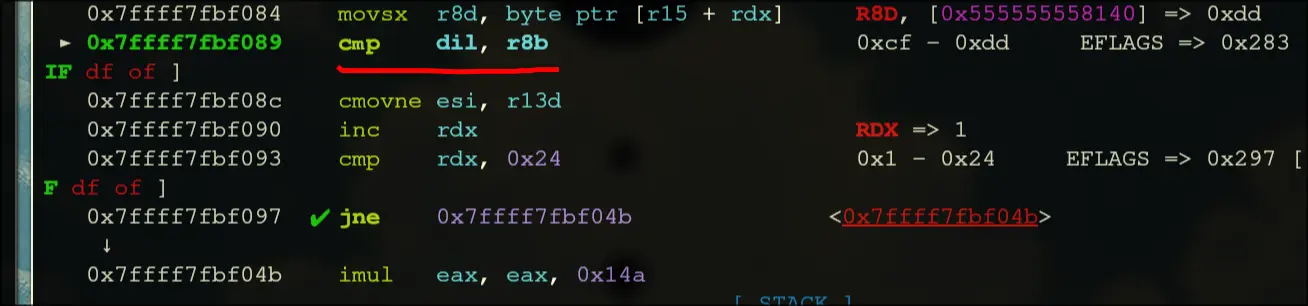 0x7ffff7fbf084 movsx r8d, byte ptr [r15 + rdx] R8D, [0x555555558140] => 0xdd
► 0x7ffff7fbf089 cmp dil, r8b 0xcf - 0xdd EFLAGS => 0x283
IF df of ]
0x7ffff7fbf08c cmovne esi, r13d
0x7ffff7fbf090 inc rdx RDX => 1
0x7ffff7fbf093 cmp rdx, 0x24 0x1 - 0x24 EFLAGS => 0x297 [
F df of ]
0x7ffff7fbf097 ✔ jne 0x7ffff7fbf04b <0x7ffff7fbf04b>
↓
0x7ffff7fbf04b imul eax, eax, 0x14a
[ STACK ]